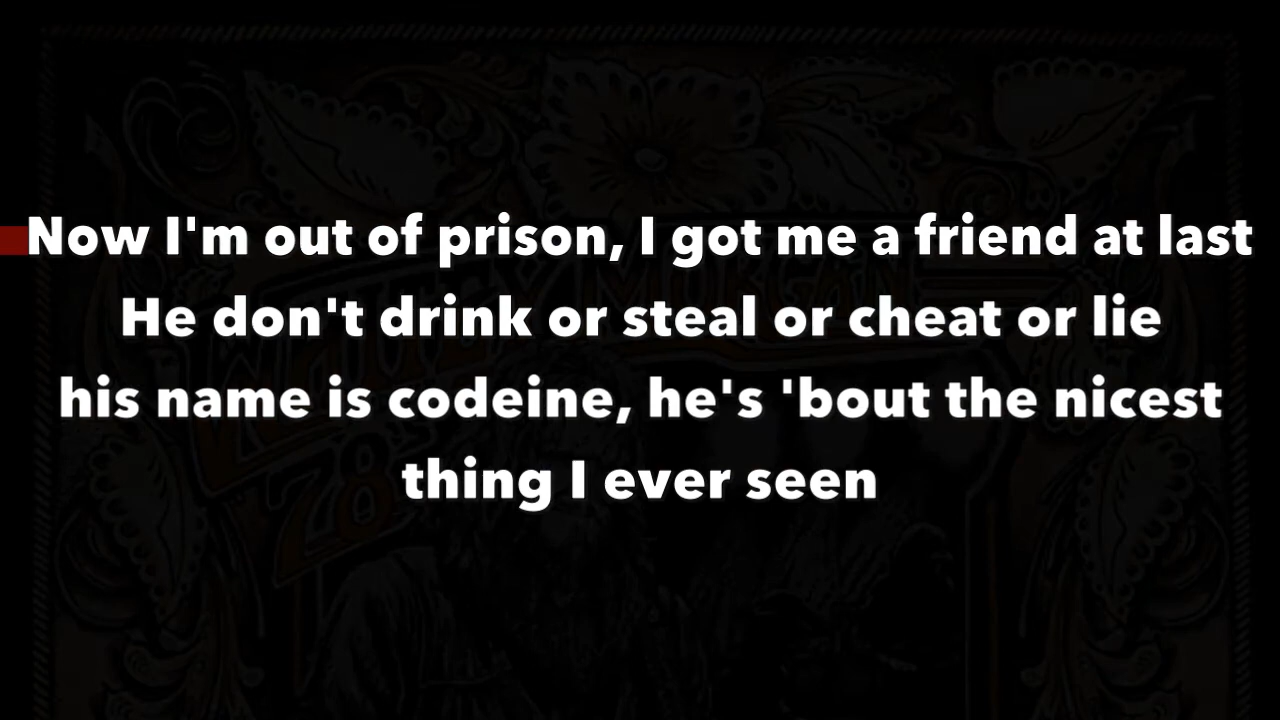 Now I'm out of prison, I got me a friend at last
He don't drink or steal or cheat or lie
his name is codeine, he's 'bout the nicest
thing I ever seen